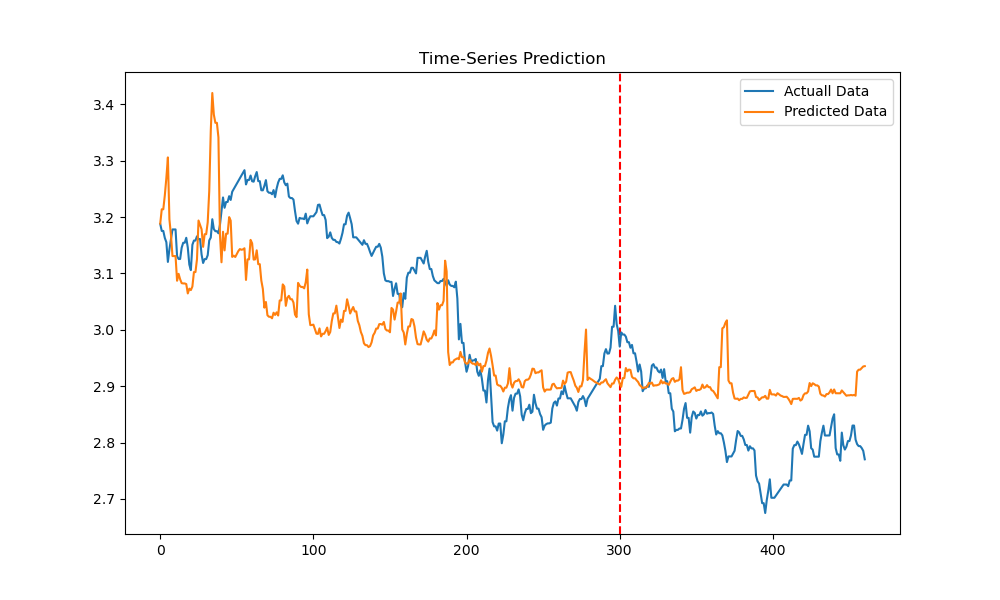 Time-Series Prediction
Actuall Data
Predicted Data
3.4
3.3
3.2
3.1
3.0
2.9
2.8
2.7
0 100 200 300 400